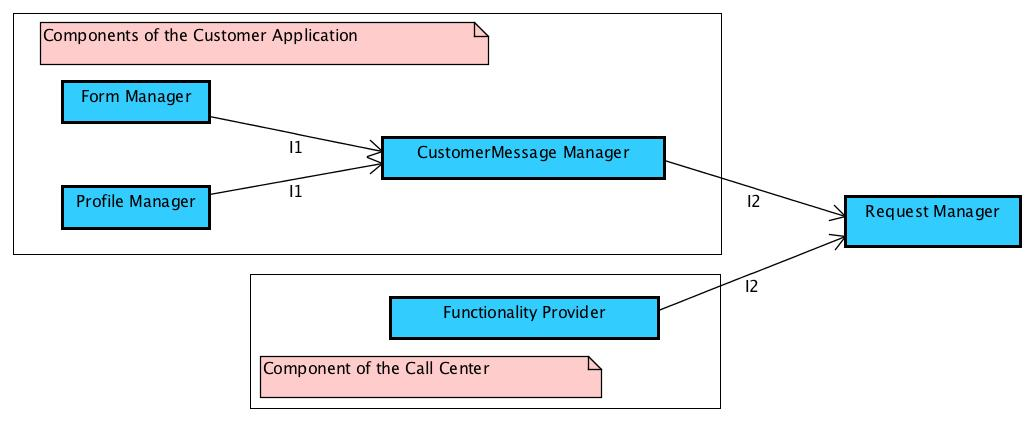 Components of the Customer Application
Form Manager
I1
CustomerMessage Manager
Profile Manager
I1
I2
Request Manager
I2
Functionality Provider
Component of the Call Center